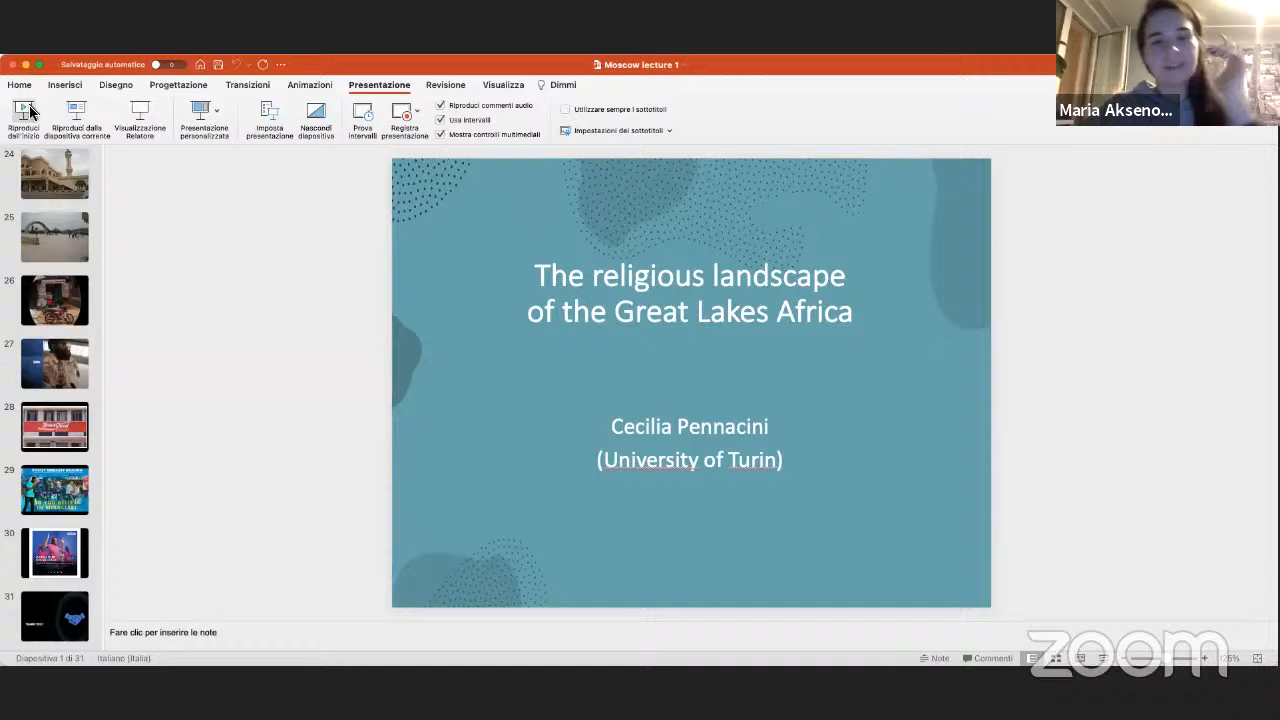 Salvataggio automatico
Moscow lecture 1
Home Inserisci Disegno Progettazione Transizioni Animazioni Presentazione Revisione Visualizza Dimmi
Riproduci dall'inizio
Riproduci dalla diapositiva corrente
Visualizzazione Relatore
Presentazione personalizzata
Imposta presentazione
Nascondi diapositiva
Prova intervalli
Registra presentazione
Riproduci commenti audio
Usa intervalli
Mostra controlli multimediali
Utilizzare sempre i sottotitoli
Impostazioni dei sottotitoli
Maria Akseno...
24
25
26
27
28
29
30
31
The religious landscape
of the Great Lakes Africa
Cecilia Pennacini
(University of Turin)
Fare clic per inserire le note
Diapositiva 1 di 31 Italiano (Italia)
Note Commenti
zoom